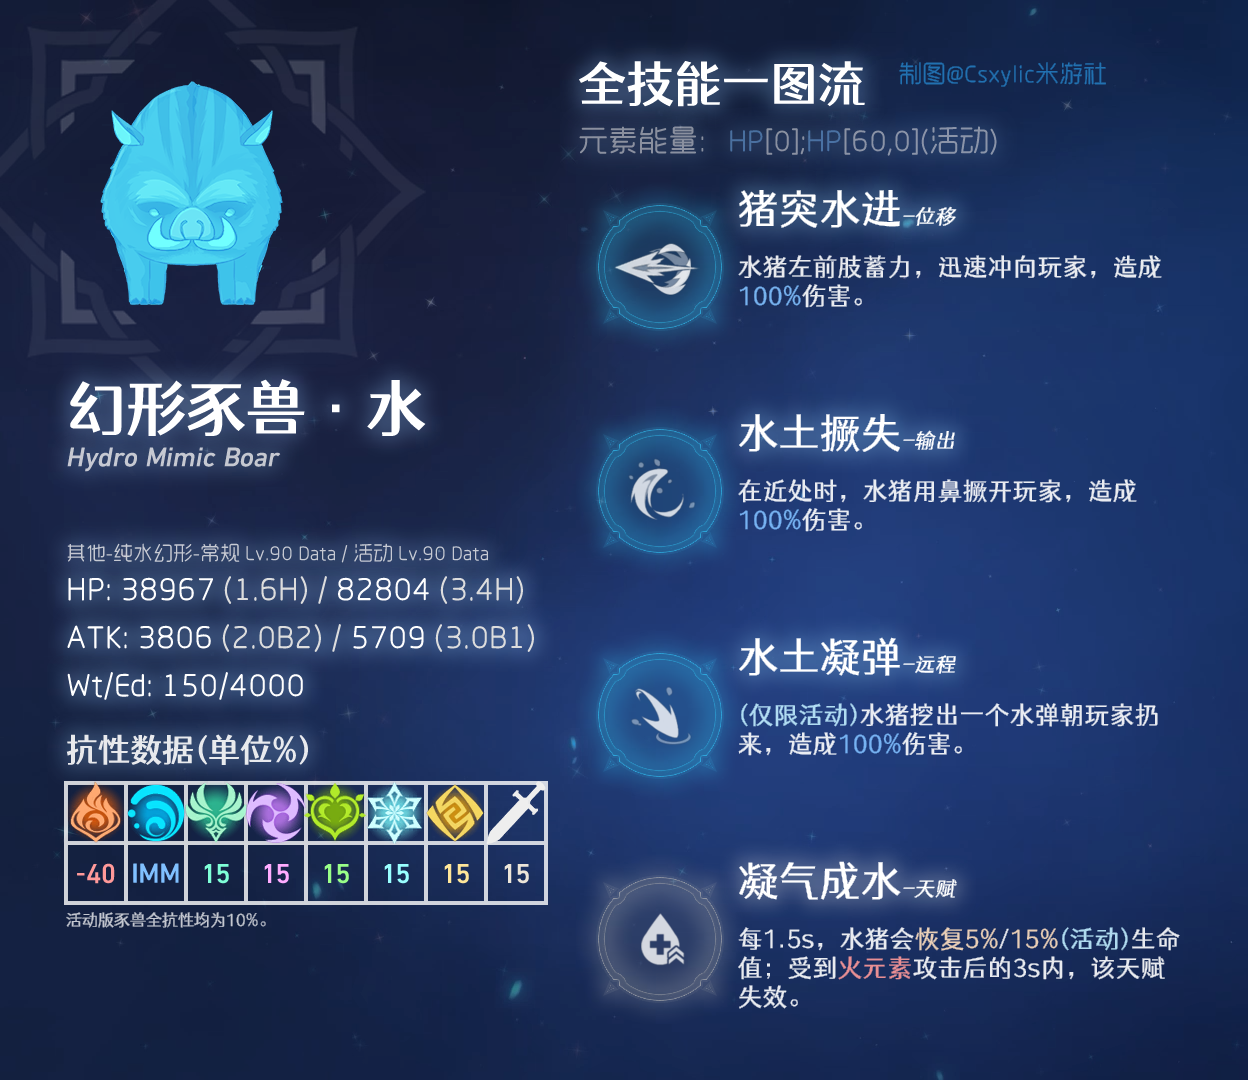 全技能一图流
制图@Csxylic米游社
元素能量: HP[0];HP[60,0](活动)
猪突水进-位移
水猪左前肢蓄力，迅速冲向玩家，造成
100%伤害。
幻形豕兽·水
Hydro Mimic Boar
水土撅失-输出
在近处时，水猪用鼻撅开玩家，造成
100%伤害。
其他-纯水幻形-常规 Lv.90 Data / 活动 Lv.90 Data
HP: 38967 (1.6H) / 82804 (3.4H)
ATK: 3806 (2.0B2) / 5709 (3.0B1)
Wt/Ed: 150/4000
水土凝弹-远程
(仅限活动)水猪挖出一个水弹朝玩家扔
来，造成100%伤害。
抗性数据(单位%)
-40 IMM 15 15 15 15 15 15
活动版豕兽全抗性均为10%。
凝气成水-天赋
每1.5s，水猪会恢复5%/15%(活动)生命
值；受到火元素攻击后的3s内，该天赋
失效。